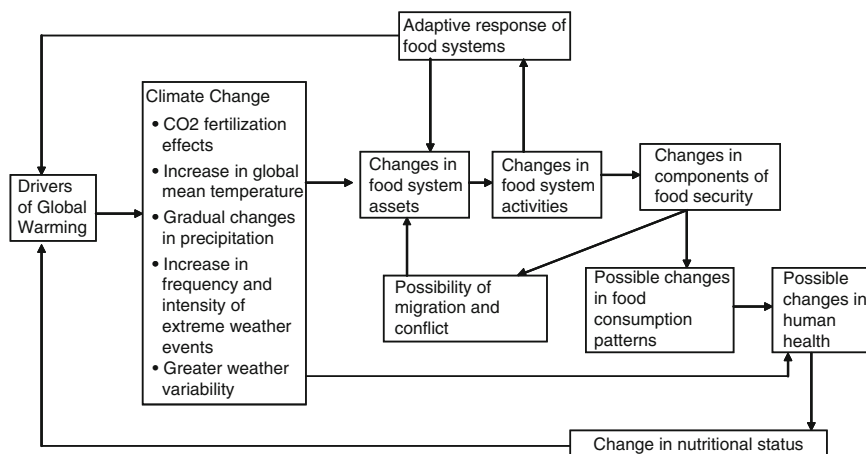 Adaptive response of
food systems
Climate Change
• CO2 fertilization
effects
• Increase in global
mean temperature
• Gradual changes
in precipitation
• Increase in
frequency and
intensity of
extreme weather
events
• Greater weather
variability
Drivers
of Global
Warming
Changes in
food system
assets
Changes in
food system
activities
Changes in
components of
food security
Possibility of
migration and
conflict
Possible changes
in food
consumption
patterns
Possible
changes in
human
health
Change in nutritional status